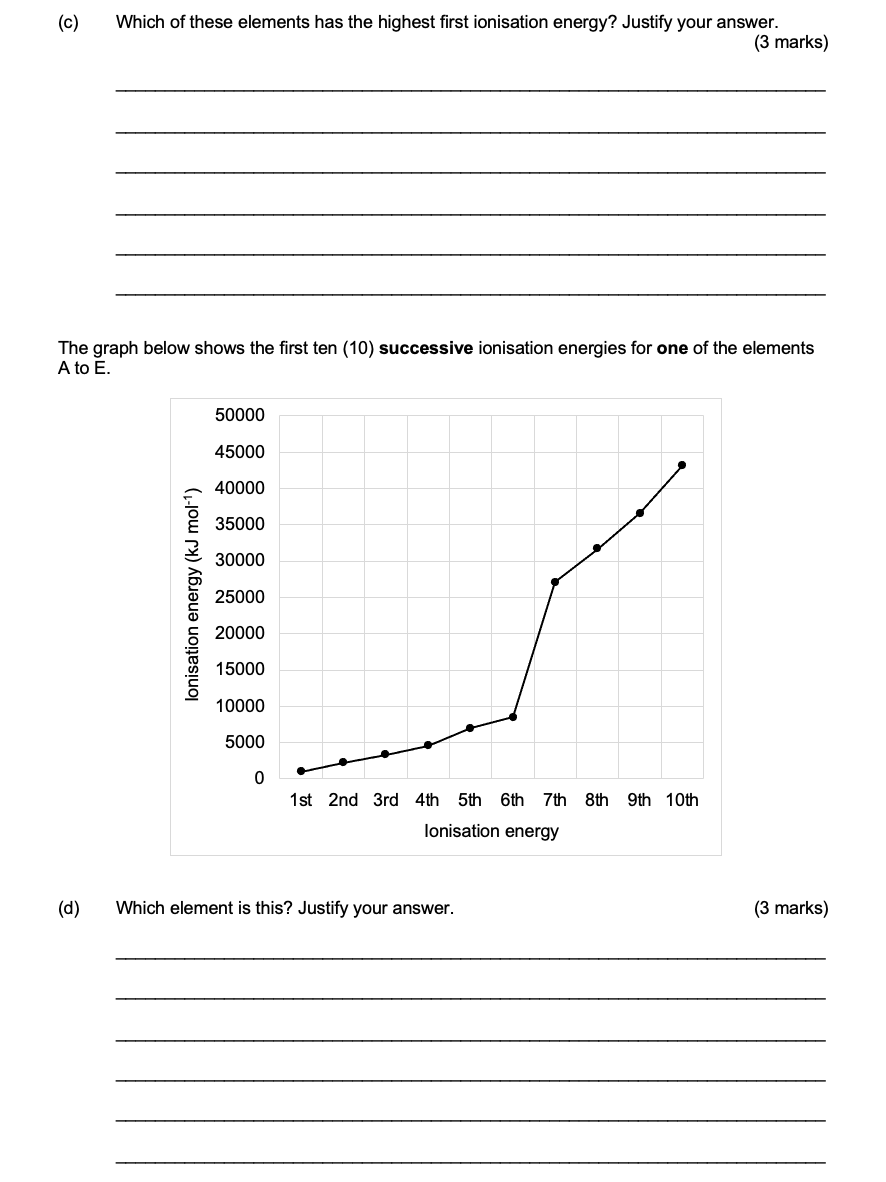 (c) Which of these elements has the highest first ionisation energy? Justify your answer.
(3 marks)
The graph below shows the first ten (10) successive ionisation energies for one of the elements
A to E.
50000
45000
40000
35000
30000
25000
20000
15000
10000
5000
0
Ionisation energy (kJ mol⁻¹)
1st 2nd 3rd 4th 5th 6th 7th 8th 9th 10th
Ionisation energy
(d) Which element is this? Justify your answer. (3 marks)